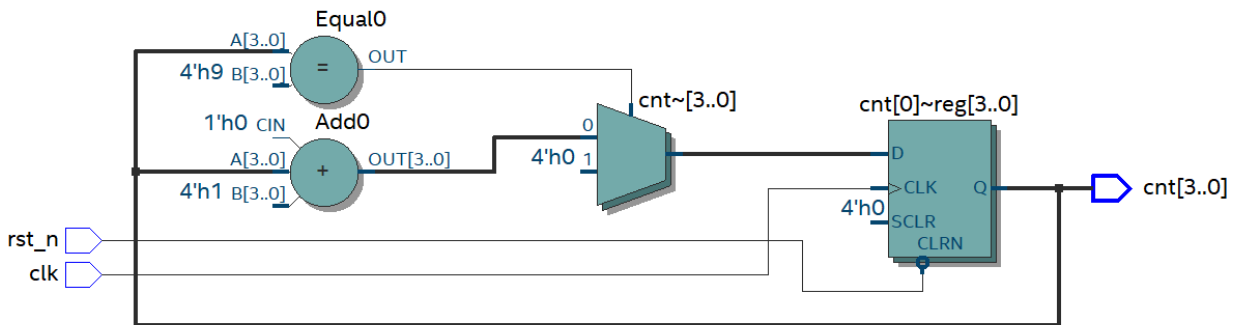 Equal0
A[3..0]
4'h9 B[3..0]
=
OUT
cnt~[3..0]
cnt[0]~reg[3..0]
1'h0 CIN
Add0
A[3..0]
4'h1 B[3..0]
+
OUT[3..0]
0
4'h0 1
D
CLK
4'h0 SCLR
CLRN
Q
cnt[3..0]
rst_n
clk